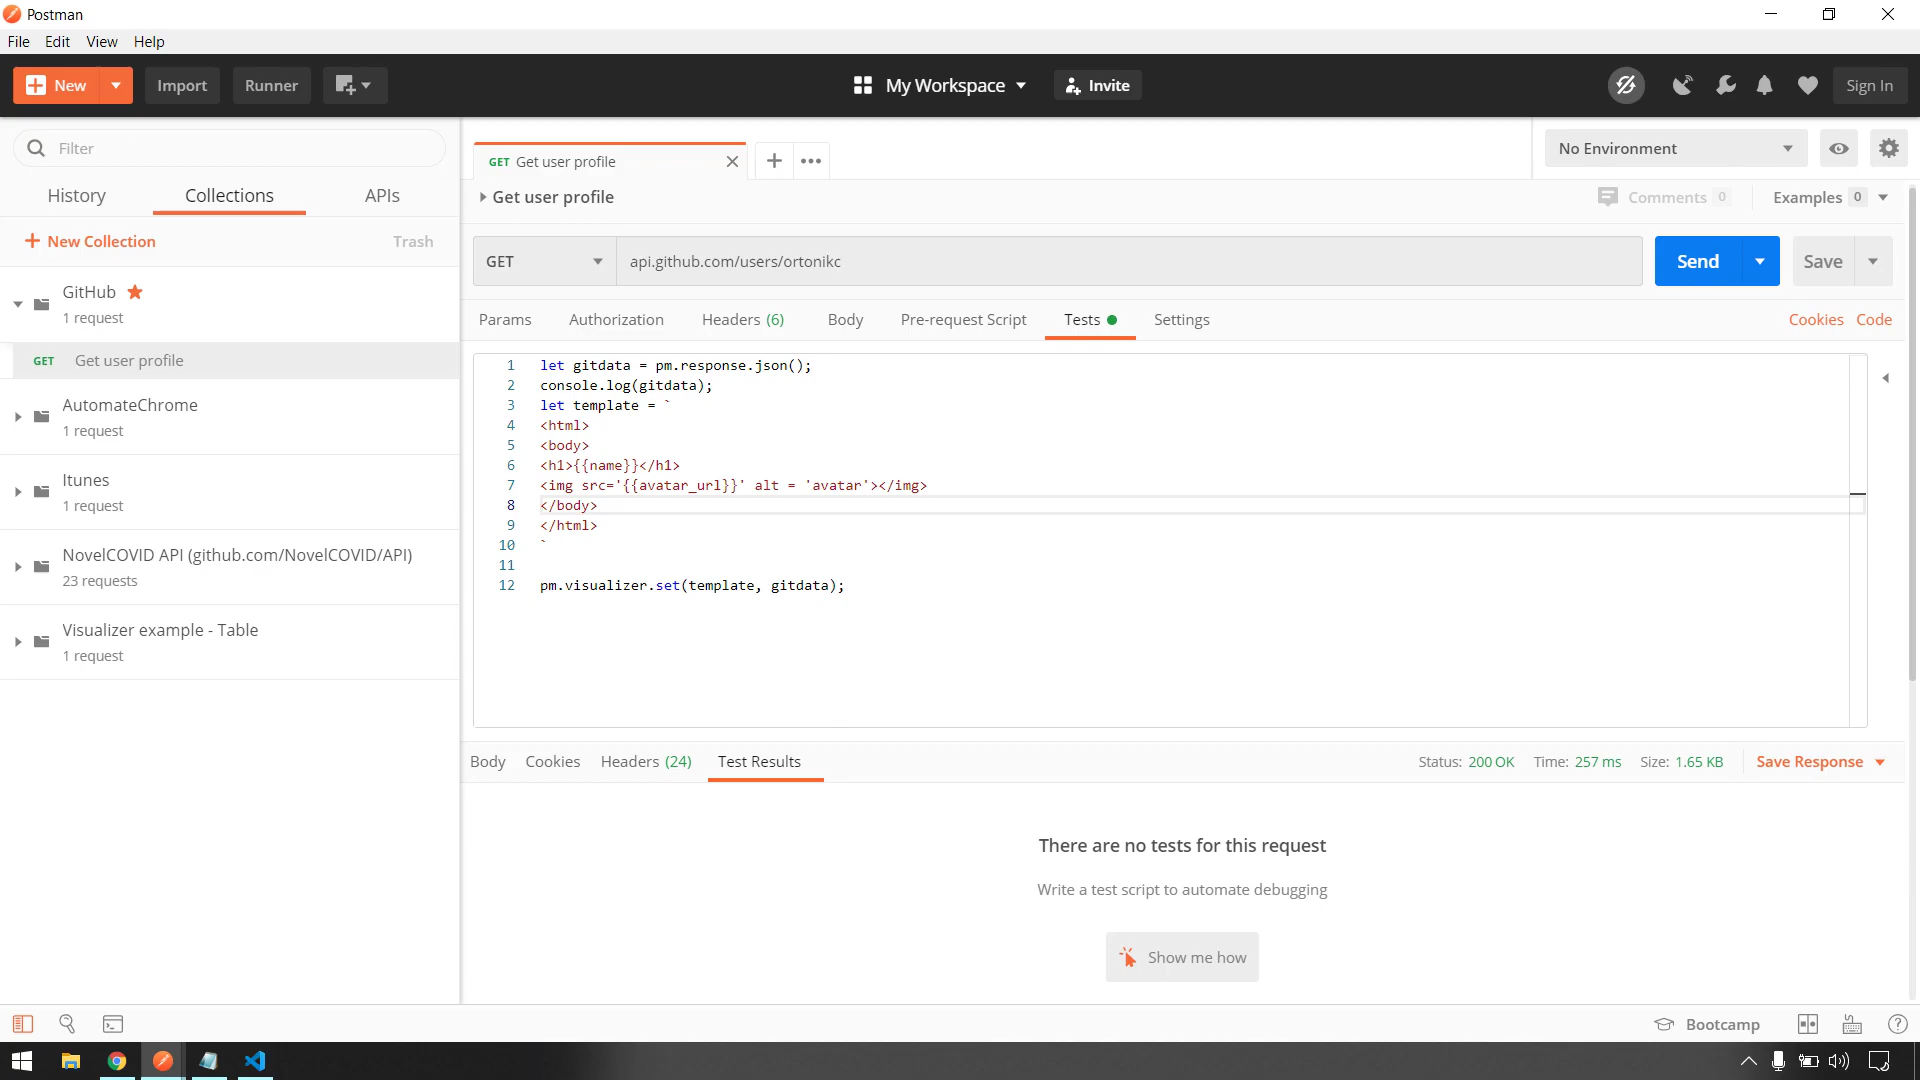 Postman
File Edit View Help
New Import Runner My Workspace Invite Sign In
Filter
History Collections APIs
New Collection Trash
GitHub
1 request
GET Get user profile
AutomateChrome
1 request
Itunes
1 request
NovelCOVID API (github.com/NovelCOVID/API)
23 requests
Visualizer example - Table
1 request
GET Get user profile
No Environment
Get user profile Comments 0 Examples 0
GET api.github.com/users/ortonikc Send Save
Params Authorization Headers (6) Body Pre-request Script Tests Settings Cookies Code
1 let gitdata = pm.response.json();
2 console.log(gitdata);
3 let template = `
4 <html>
5 <body>
6 <h1>{{name}}</h1>
7 <img src='{{avatar_url}}' alt = 'avatar'></img>
8 </body>
9 </html>
10 `
11
12 pm.visualizer.set(template, gitdata);
Body Cookies Headers (24) Test Results Status: 200 OK Time: 257 ms Size: 1.65 KB Save Response
There are no tests for this request
Write a test script to automate debugging
Show me how
Bootcamp